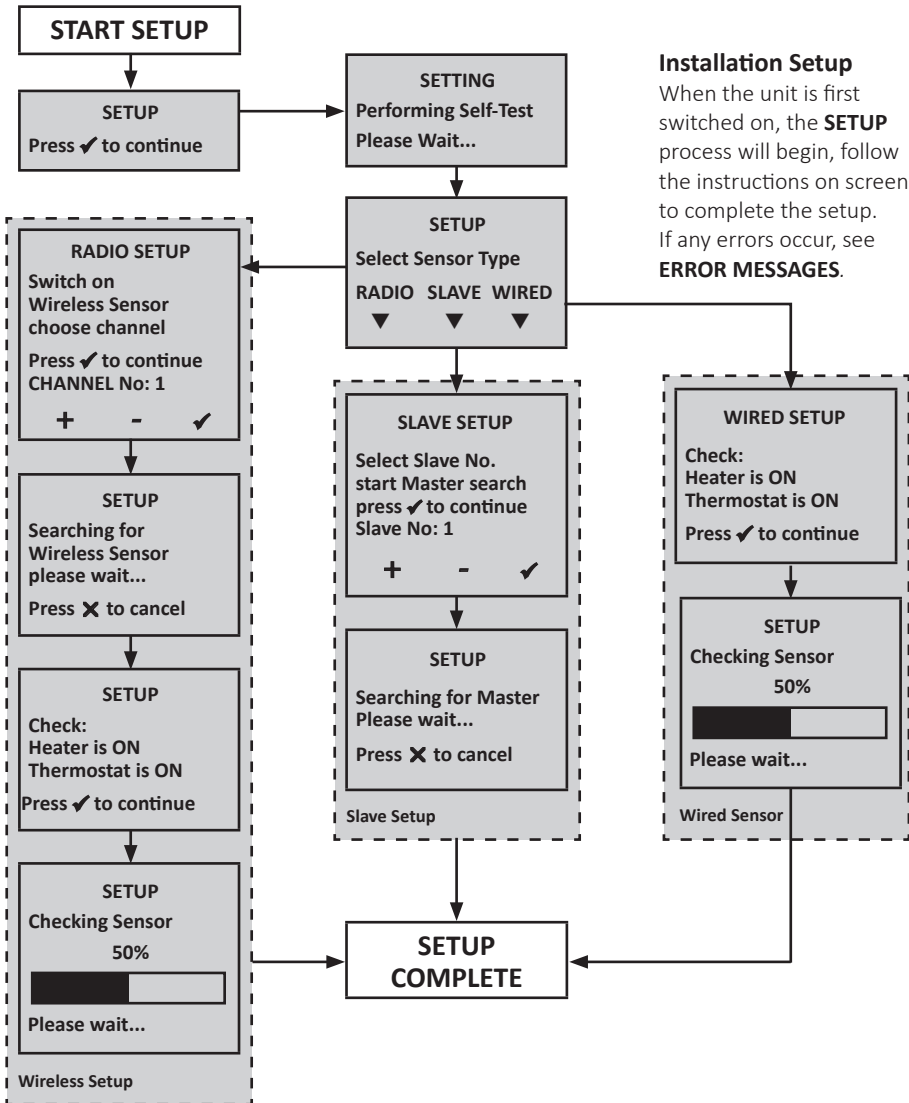 START SETUP
SETUP
Press ✔ to continue
SETTING
Performing Self-Test
Please Wait...
Installation Setup
When the unit is first
switched on, the SETUP
process will begin, follow
the instructions on screen
to complete the setup.
If any errors occur, see
ERROR MESSAGES.
SETUP
Select Sensor Type
RADIO SLAVE WIRED
▼ ▼ ▼
RADIO SETUP
Switch on
Wireless Sensor
choose channel
Press ✔ to continue
CHANNEL No: 1
+ - ✔
SETUP
Searching for
Wireless Sensor
please wait...
Press ✖ to cancel
SETUP
Check:
Heater is ON
Thermostat is ON
Press ✔ to continue
SETUP
Checking Sensor
50%
Please wait...
Wireless Setup
SLAVE SETUP
Select Slave No.
start Master search
press ✔ to continue
Slave No: 1
+ - ✔
SETUP
Searching for Master
Please wait...
Press ✖ to cancel
Slave Setup
WIRED SETUP
Check:
Heater is ON
Thermostat is ON
Press ✔ to continue
SETUP
Checking Sensor
50%
Please wait...
Wired Sensor
SETUP
COMPLETE